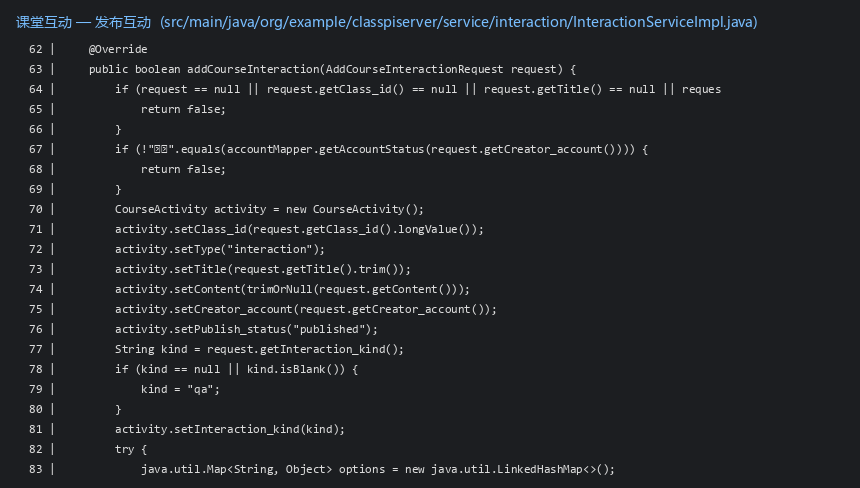 课堂互动 — 发布互动 (src/main/java/org/example/classpiserver/service/interaction/InteractionServiceImpl.java)
62 |     @Override
63 |     public boolean addCourseInteraction(AddCourseInteractionRequest request) {
64 |         if (request == null || request.getClass_id() == null || request.getTitle() == null || reques
65 |             return false;
66 |         }
67 |         if (!"".equals(accountMapper.getAccountStatus(request.getCreator_account()))) {
68 |             return false;
69 |         }
70 |         CourseActivity activity = new CourseActivity();
71 |         activity.setClass_id(request.getClass_id().longValue());
72 |         activity.setType("interaction");
73 |         activity.setTitle(request.getTitle().trim());
74 |         activity.setContent(trimOrNull(request.getContent()));
75 |         activity.setCreator_account(request.getCreator_account());
76 |         activity.setPublish_status("published");
77 |         String kind = request.getInteraction_kind();
78 |         if (kind == null || kind.isBlank()) {
79 |             kind = "qa";
80 |         }
81 |         activity.setInteraction_kind(kind);
82 |         try {
83 |             java.util.Map<String, Object> options = new java.util.LinkedHashMap<>();